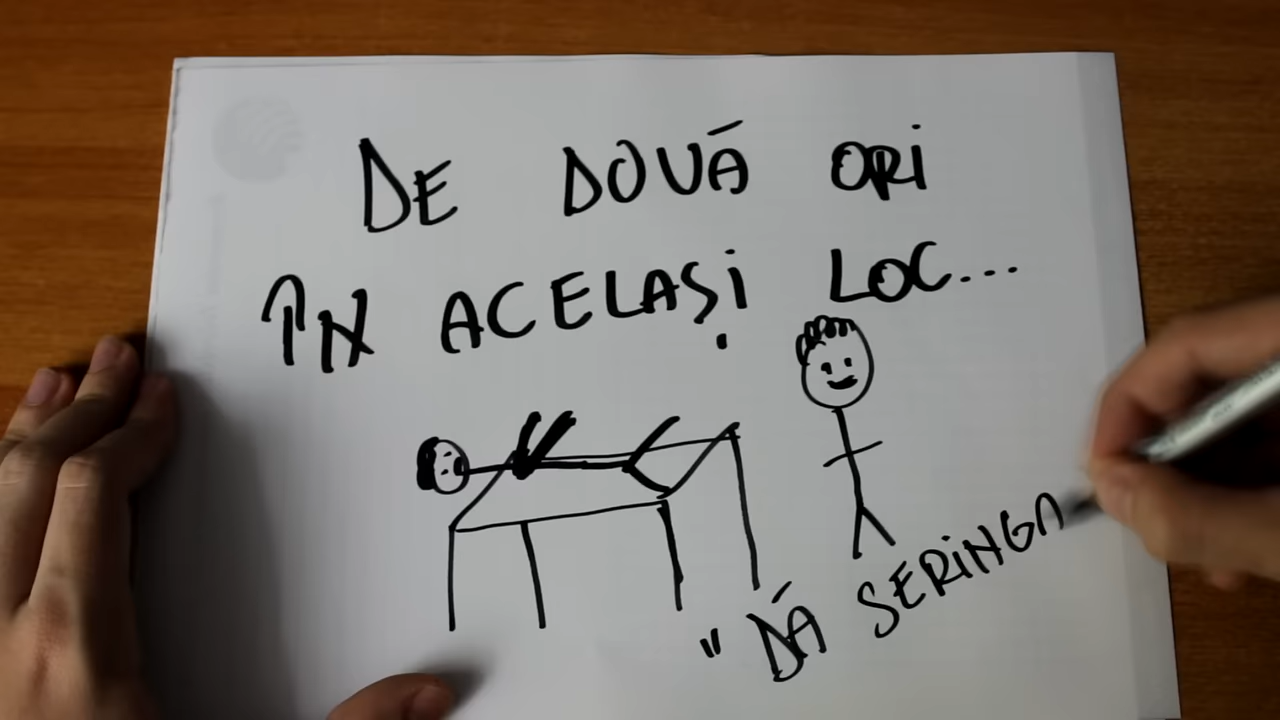 DE DOUĂ ORI
ÎN ACELAȘI LOC...
"DĂ SERINGA